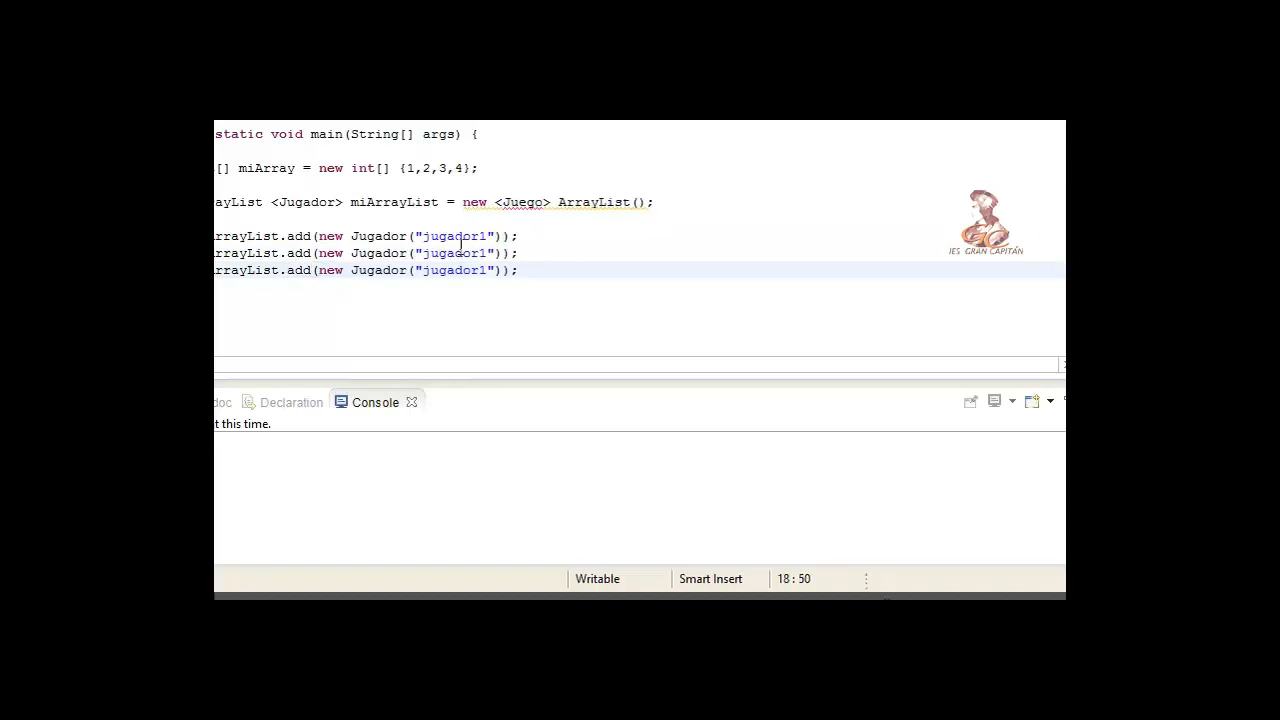 static void main(String[] args) {
[] miArray = new int[] {1,2,3,4};
ayList <Jugador> miArrayList = new <Juego> ArrayList();
rrayList.add(new Jugador("jugador1"));
rrayList.add(new Jugador("jugador1"));
rrayList.add(new Jugador("jugador1"));
IES GRAN CAPITÁN
doc Declaration Console
t this time.
Writable Smart Insert 18 : 50